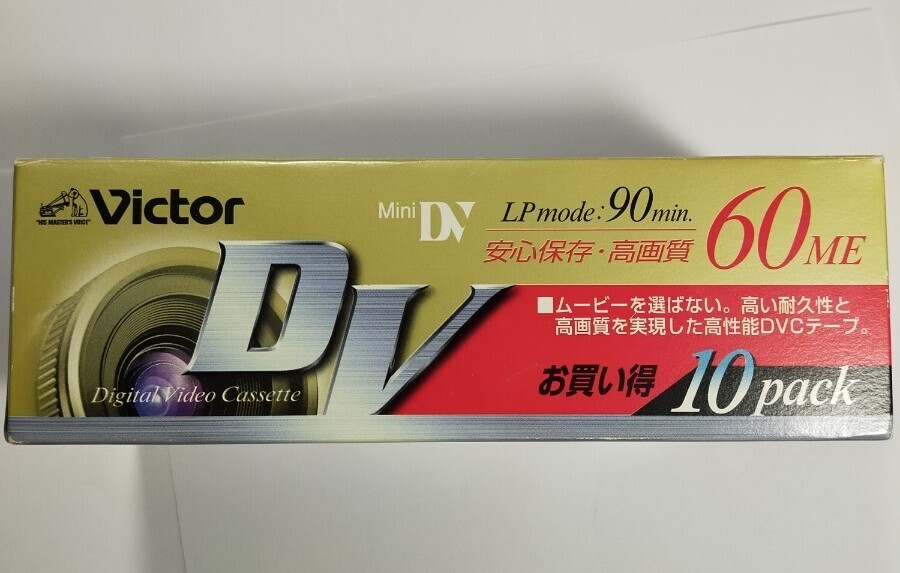 Victor
"HIS MASTER'S VOICE"
Mini DV
LP mode:90min.
60ME
安心保存・高画質
DV
Digital Video Cassette
■ムービーを選ばない。高い耐久性と
高画質を実現した高性能DVCテープ。
お買い得 10pack